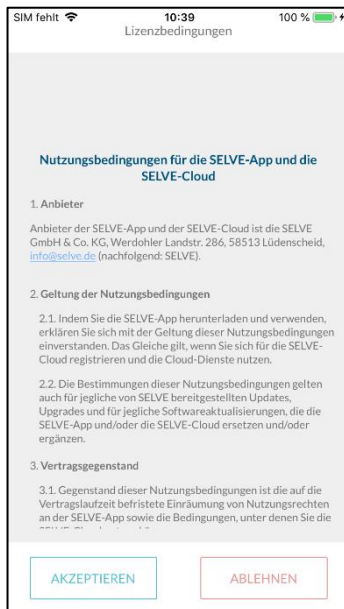 SIM fehlt 10:39 100 %
Lizenzbedingungen
Nutzungsbedingungen für die SELVE-App und die
SELVE-Cloud
1. Anbieter
Anbieter der SELVE-App und der SELVE-Cloud ist die SELVE
GmbH & Co. KG, Werdohler Landstr. 286, 58513 Lüdenscheid,
info@selve.de (nachfolgend: SELVE).
2. Geltung der Nutzungsbedingungen
2.1. Indem Sie die SELVE-App herunterladen und verwenden,
erklären Sie sich mit der Geltung dieser Nutzungsbedingungen
einverstanden. Das Gleiche gilt, wenn Sie sich für die SELVE-
Cloud registrieren und die Cloud-Dienste nutzen.
2.2. Die Bestimmungen dieser Nutzungsbedingungen gelten
auch für jegliche von SELVE bereitgestellten Updates,
Upgrades und für jegliche Softwareaktualisierungen, die die
SELVE-App und/oder die SELVE-Cloud ersetzen und/oder
ergänzen.
3. Vertragsgegenstand
3.1. Gegenstand dieser Nutzungsbedingungen ist die auf die
Vertragslaufzeit befristete Einräumung von Nutzungsrechten
an der SELVE-App sowie die Bedingungen, unter denen Sie die
AKZEPTIEREN ABLEHNEN